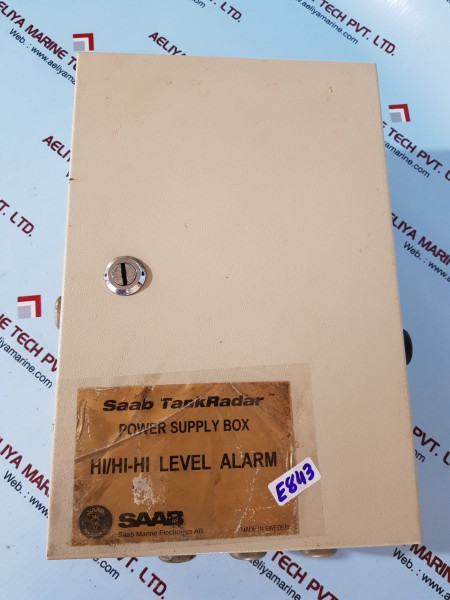 Saab TankRadar
POWER SUPPLY BOX
HI/HI-HI LEVEL ALARM
E843
SAAB
Saab Marine Electronics AB
MADE IN SWEDEN
AELIYA MARINE TECH PVT. LTD.
Web : www.aeliyamarine.com